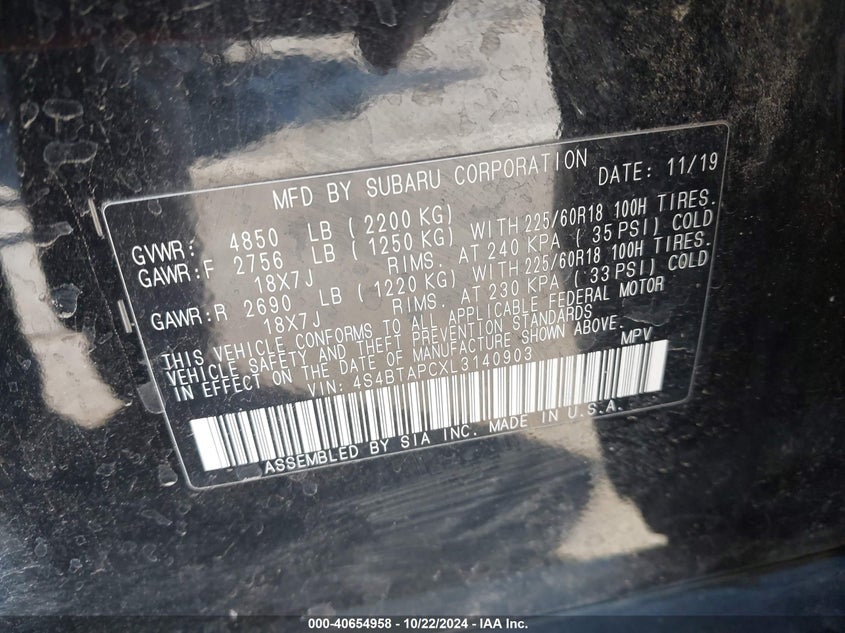 MFD BY SUBARU CORPORATION DATE: 11/19
GVWR: 4850 LB ( 2200 KG)
GAWR:F 2756 LB ( 1250 KG) WITH 225/60R18 100H TIRES.
18X7J RIMS. AT 240 KPA ( 35 PSI) COLD
GAWR:R 2690 LB ( 1220 KG) WITH 225/60R18 100H TIRES.
18X7J RIMS. AT 230 KPA ( 33 PSI) COLD
THIS VEHICLE CONFORMS TO ALL APPLICABLE FEDERAL MOTOR
VEHICLE SAFETY AND THEFT PREVENTION STANDARDS
IN EFFECT ON THE DATE OF MANUFACTURE SHOWN ABOVE.
VIN: 4S4BTAPCXL3140903 MPV
ASSEMBLED BY SIA INC. MADE IN U.S.A.
000-40654958 - 10/22/2024 - IAA Inc.